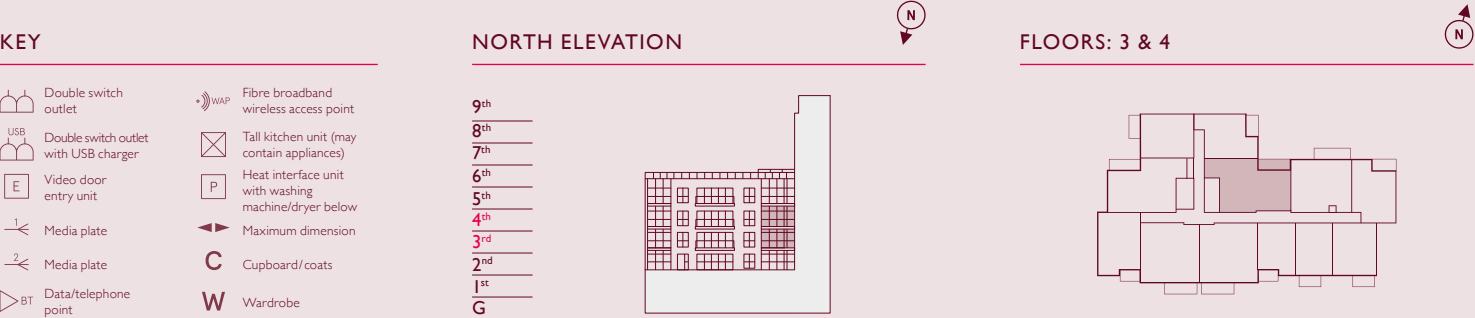 KEY
Double switch
outlet
USB
Double switch outlet
with USB charger
E
Video door
entry unit
1
Media plate
2
Media plate
BT
Data/telephone
point
WAP
Fibre broadband
wireless access point
Tall kitchen unit (may
contain appliances)
P
Heat interface unit
with washing
machine/dryer below
Maximum dimension
C
Cupboard/coats
W
Wardrobe
NORTH ELEVATION
N
9th
8th
7th
6th
5th
4th
3rd
2nd
1st
G
FLOORS: 3 & 4
N